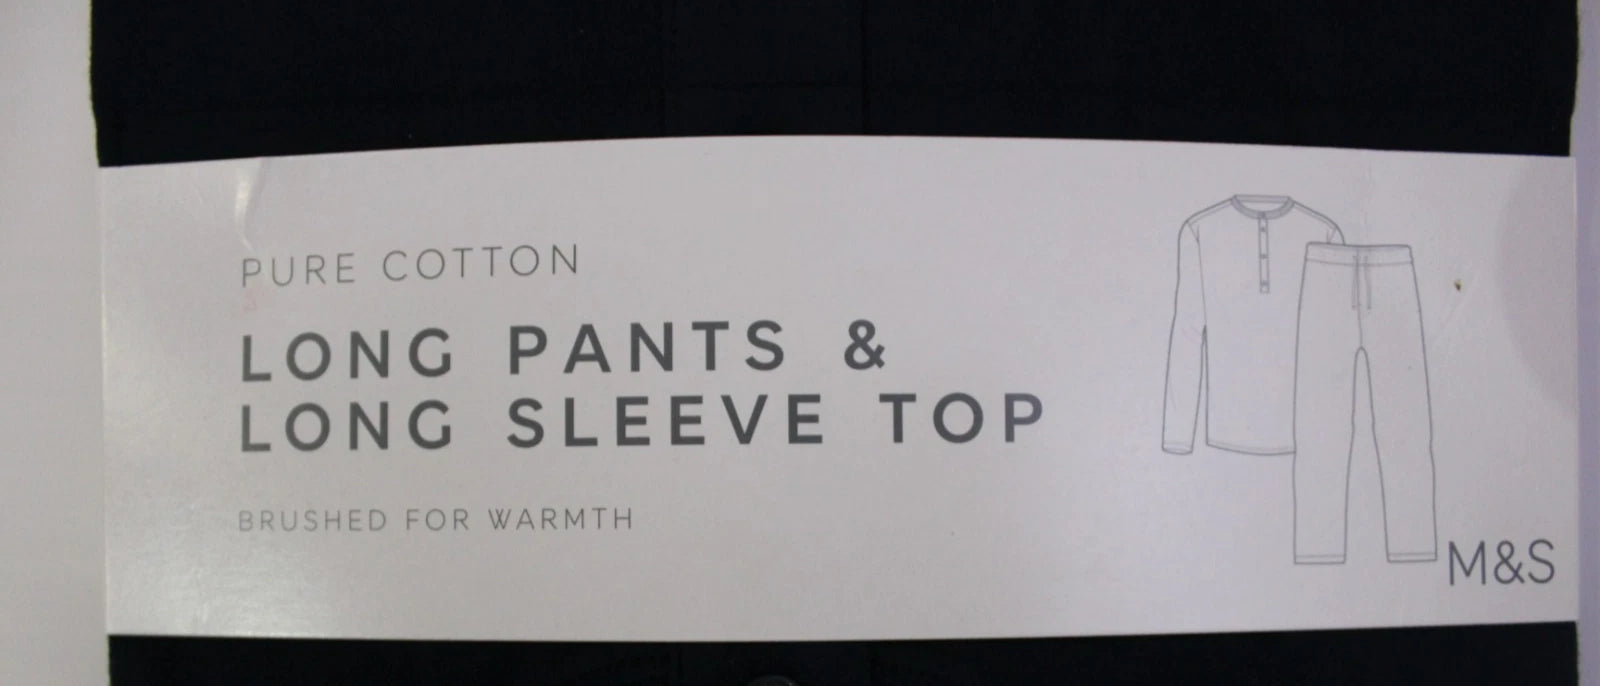 PURE COTTON
LONG PANTS &
LONG SLEEVE TOP
BRUSHED FOR WARMTH
M&S